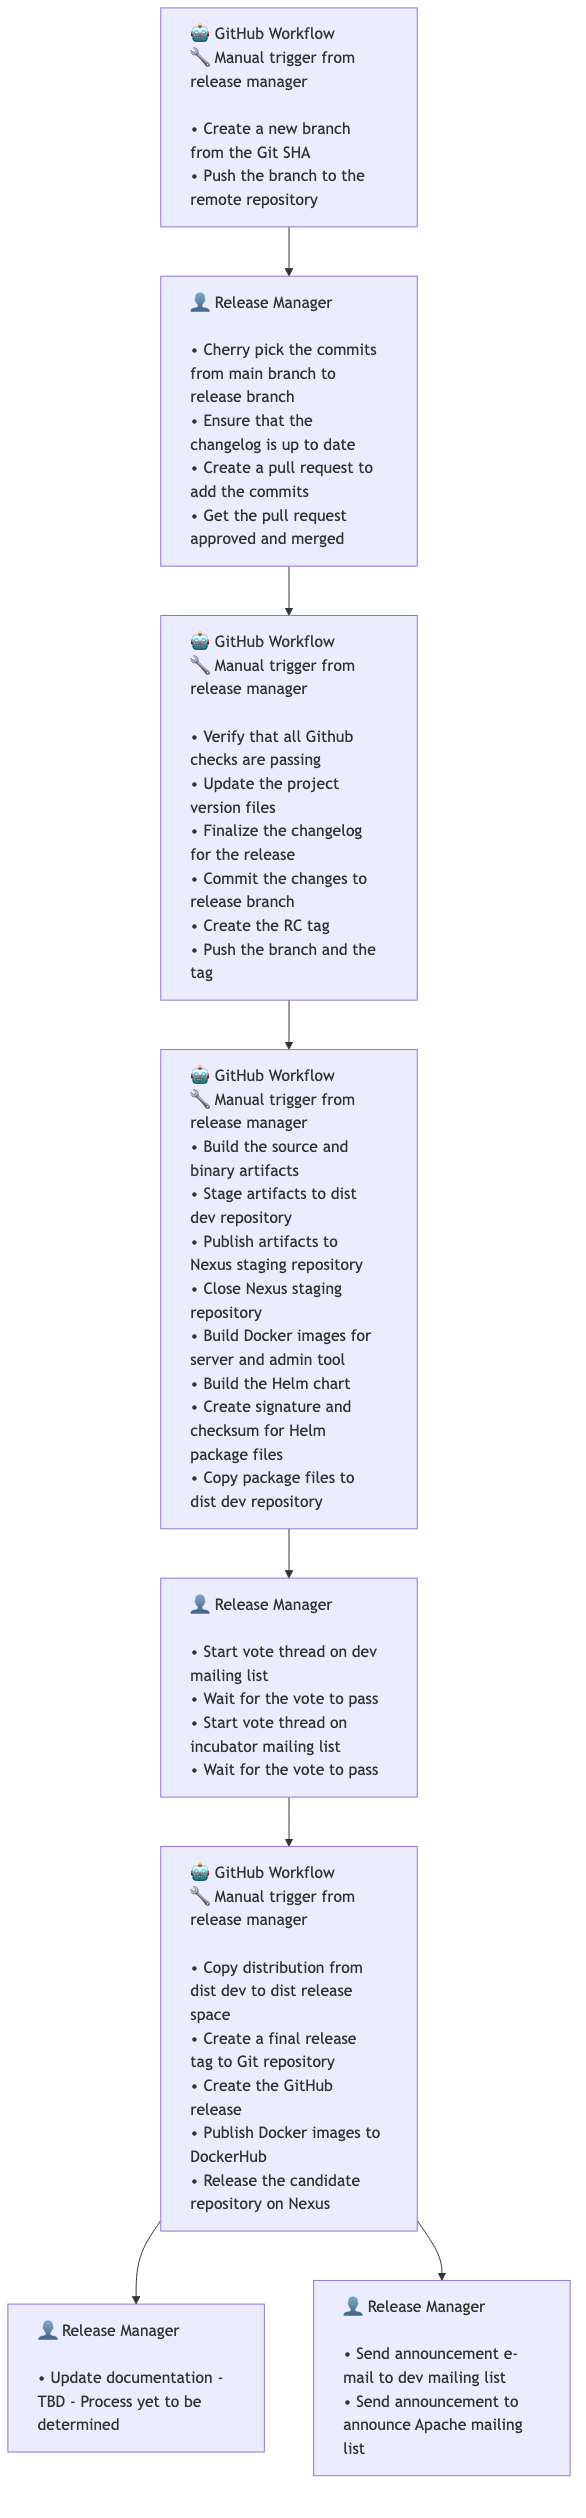 🤖 GitHub Workflow
🔧 Manual trigger from
release manager
• Create a new branch
from the Git SHA
• Push the branch to the
remote repository
👤 Release Manager
• Cherry pick the commits
from main branch to
release branch
• Ensure that the
changelog is up to date
• Create a pull request to
add the commits
• Get the pull request
approved and merged
🤖 GitHub Workflow
🔧 Manual trigger from
release manager
• Verify that all Github
checks are passing
• Update the project
version files
• Finalize the changelog
for the release
• Commit the changes to
release branch
• Create the RC tag
• Push the branch and the
tag
🤖 GitHub Workflow
🔧 Manual trigger from
release manager
• Build the source and
binary artifacts
• Stage artifacts to dist
dev repository
• Publish artifacts to
Nexus staging repository
• Close Nexus staging
repository
• Build Docker images for
server and admin tool
• Build the Helm chart
• Create signature and
checksum for Helm
package files
• Copy package files to
dist dev repository
👤 Release Manager
• Start vote thread on dev
mailing list
• Wait for the vote to pass
• Start vote thread on
incubator mailing list
• Wait for the vote to pass
🤖 GitHub Workflow
🔧 Manual trigger from
release manager
• Copy distribution from
dist dev to dist release
space
• Create a final release
tag to Git repository
• Create the GitHub
release
• Publish Docker images to
DockerHub
• Release the candidate
repository on Nexus
👤 Release Manager
• Update documentation -
TBD - Process yet to be
determined
👤 Release Manager
• Send announcement e-
mail to dev mailing list
• Send announcement to
announce Apache mailing
list